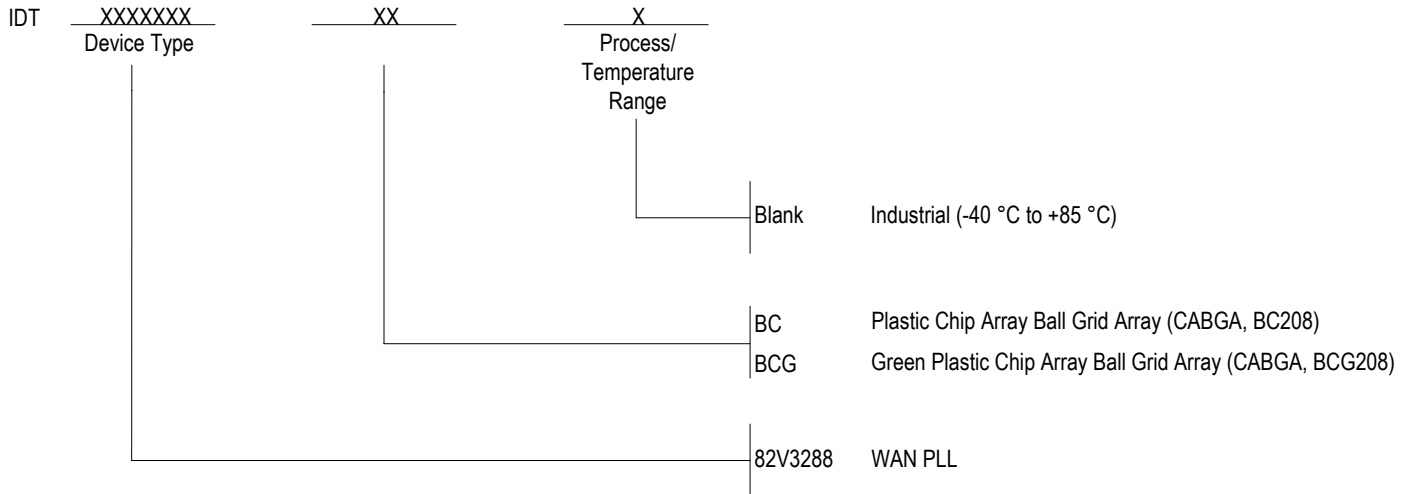 IDT XXXXXXX XX X
Device Type
Process/
Temperature
Range
Blank Industrial (-40 °C to +85 °C)
BC Plastic Chip Array Ball Grid Array (CABGA, BC208)
BCG Green Plastic Chip Array Ball Grid Array (CABGA, BCG208)
82V3288 WAN PLL